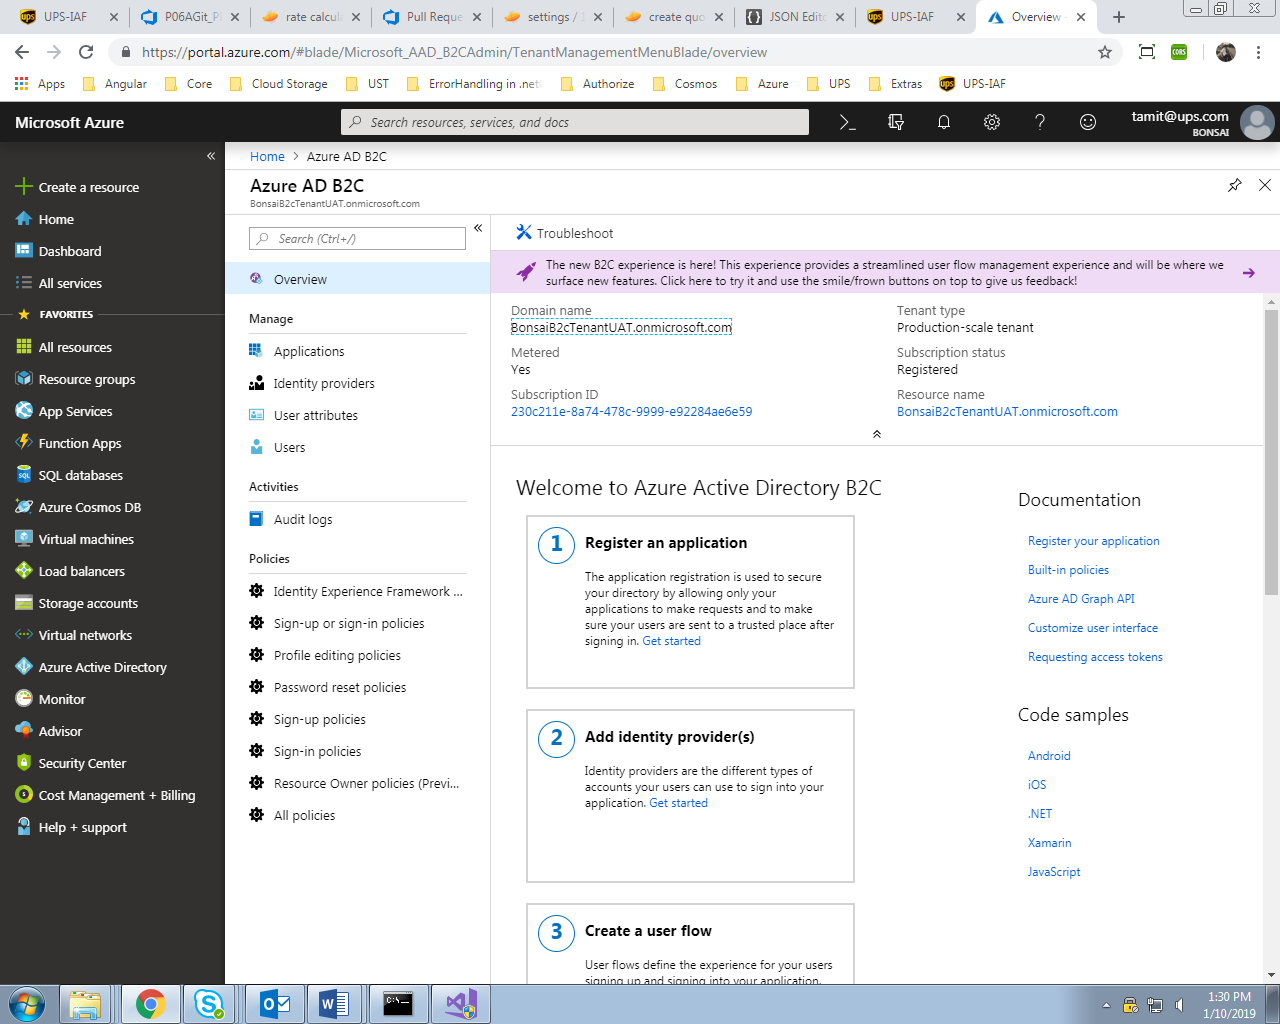 UPS-IAF
P06AGit_P
rate calcul
Pull Reque
settings /
create quo
JSON Edit
UPS-IAF
Overview
https://portal.azure.com/#blade/Microsoft_AAD_B2CAdmin/TenantManagementMenuBlade/overview
CORS
Apps
Angular
Core
Cloud Storage
UST
ErrorHandling in .net
Authorize
Cosmos
Azure
UPS
Extras
UPS-IAF
Microsoft Azure
Search resources, services, and docs
tamit@ups.com
BONSAI
Create a resource
Home
Dashboard
All services
FAVORITES
All resources
Resource groups
App Services
Function Apps
SQL databases
Azure Cosmos DB
Virtual machines
Load balancers
Storage accounts
Virtual networks
Azure Active Directory
Monitor
Advisor
Security Center
Cost Management + Billing
Help + support
Home > Azure AD B2C
Azure AD B2C
BonsaiB2cTenantUAT.onmicrosoft.com
Search (Ctrl+/)
Overview
Manage
Applications
Identity providers
User attributes
Users
Activities
Audit logs
Policies
Identity Experience Framework ...
Sign-up or sign-in policies
Profile editing policies
Password reset policies
Sign-up policies
Sign-in policies
Resource Owner policies (Previ...
All policies
Troubleshoot
The new B2C experience is here! This experience provides a streamlined user flow management experience and will be where we
surface new features. Click here to try it and use the smile/frown buttons on top to give us feedback!
Domain name
BonsaiB2cTenantUAT.onmicrosoft.com
Metered
Yes
Subscription ID
230c211e-8a74-478c-9999-e92284ae6e59
Tenant type
Production-scale tenant
Subscription status
Registered
Resource name
BonsaiB2cTenantUAT.onmicrosoft.com
Welcome to Azure Active Directory B2C
1
Register an application
The application registration is used to secure
your directory by allowing only your
applications to make requests and to make
sure your users are sent to a trusted place after
signing in. Get started
2
Add identity provider(s)
Identity providers are the different types of
accounts your users can use to sign into your
application. Get started
3
Create a user flow
User flows define the experience for your users
signing up and signing into your application.
Documentation
Register your application
Built-in policies
Azure AD Graph API
Customize user interface
Requesting access tokens
Code samples
Android
iOS
.NET
Xamarin
JavaScript
1:30 PM
1/10/2019